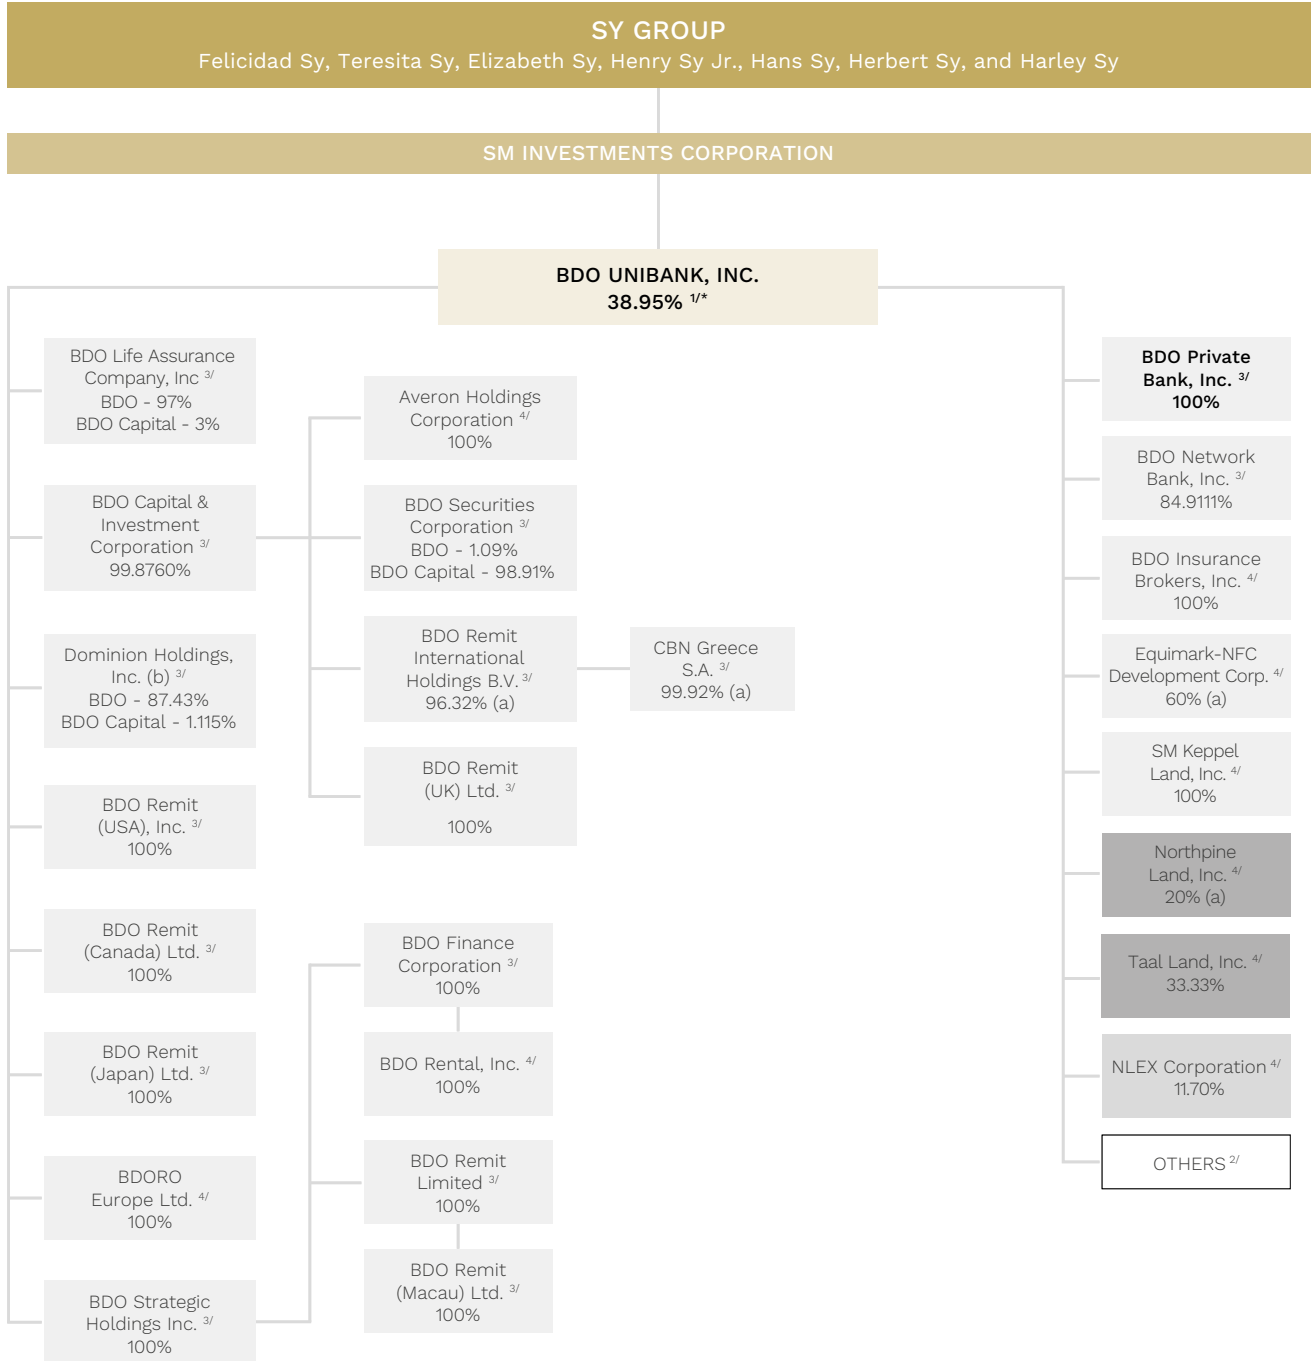 SY GROUP
Felicidad Sy, Teresita Sy, Elizabeth Sy, Henry Sy Jr., Hans Sy, Herbert Sy, and Harley Sy
SM INVESTMENTS CORPORATION
BDO UNIBANK, INC.
38.95% 1/*
BDO Life Assurance
Company, Inc 3/
BDO - 97%
BDO Capital - 3%
BDO Capital &
Investment
Corporation 3/
99.8760%
Dominion Holdings,
Inc. (b) 3/
BDO - 87.43%
BDO Capital - 1.115%
BDO Remit
(USA), Inc. 3/
100%
BDO Remit
(Canada) Ltd. 3/
100%
BDO Remit
(Japan) Ltd. 3/
100%
BDORO
Europe Ltd. 4/
100%
BDO Strategic
Holdings Inc. 3/
100%
Averon Holdings
Corporation 4/
100%
BDO Securities
Corporation 3/
BDO - 1.09%
BDO Capital - 98.91%
BDO Remit
International
Holdings B.V. 3/
96.32% (a)
BDO Remit
(UK) Ltd. 3/
100%
CBN Greece
S.A. 3/
99.92% (a)
BDO Finance
Corporation 3/
100%
BDO Rental, Inc. 4/
100%
BDO Remit
Limited 3/
100%
BDO Remit
(Macau) Ltd. 3/
100%
BDO Private
Bank, Inc. 3/
100%
BDO Network
Bank, Inc. 3/
84.9111%
BDO Insurance
Brokers, Inc. 4/
100%
Equimark-NFC
Development Corp. 4/
60% (a)
SM Keppel
Land, Inc. 4/
100%
Northpine
Land, Inc. 4/
20% (a)
Taal Land, Inc. 4/
33.33%
NLEX Corporation 4/
11.70%
OTHERS 2/